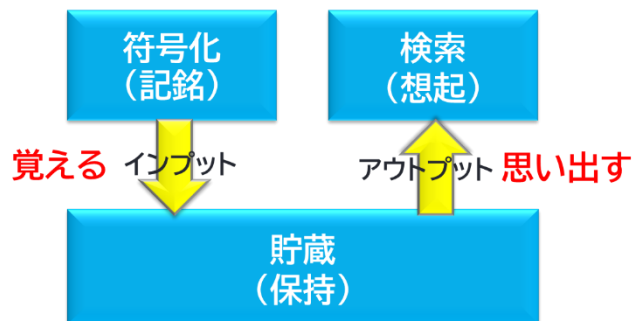 符号化
（記銘）
検索
（想起）
覚える インプット
アウトプット 思い出す
貯蔵
（保持）